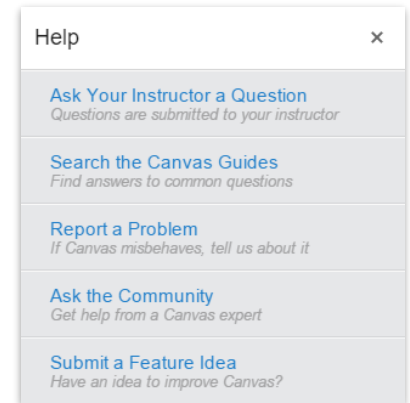 Help ×
Ask Your Instructor a Question
Questions are submitted to your instructor
Search the Canvas Guides
Find answers to common questions
Report a Problem
If Canvas misbehaves, tell us about it
Ask the Community
Get help from a Canvas expert
Submit a Feature Idea
Have an idea to improve Canvas?